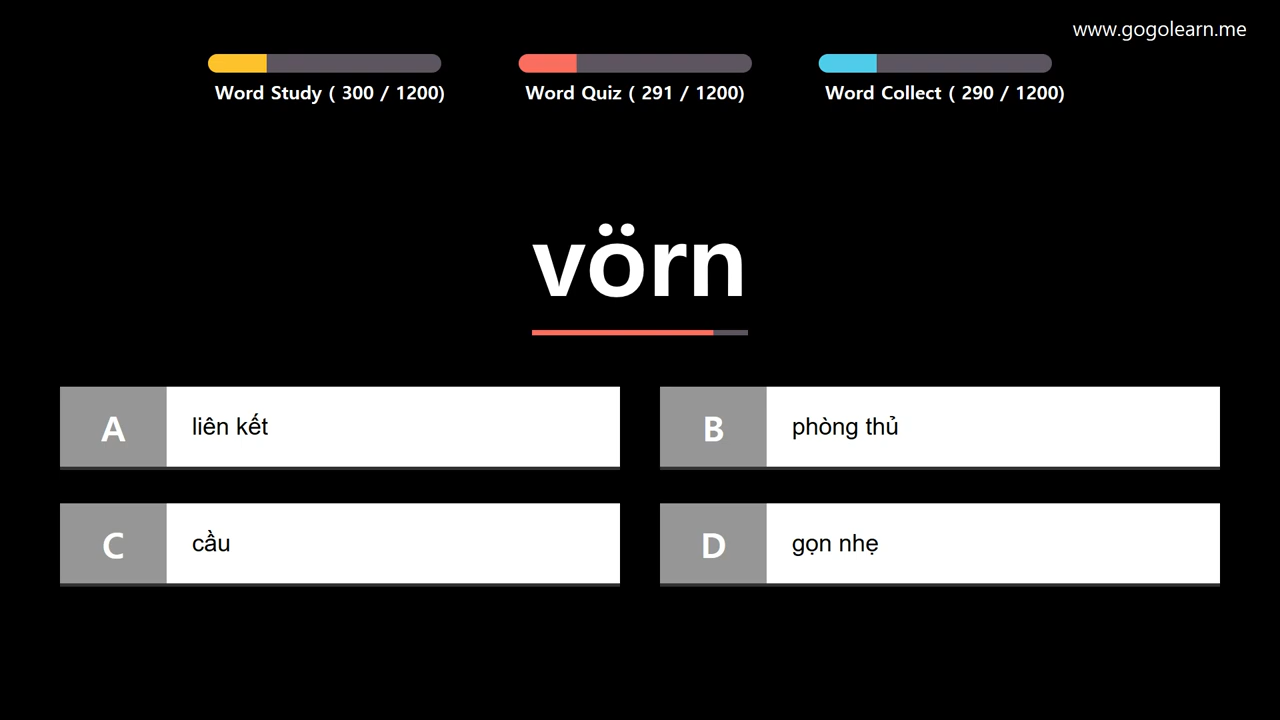 www.gogolearn.me
Word Study ( 300 / 1200)
Word Quiz ( 291 / 1200)
Word Collect ( 290 / 1200)
vörn
A liên kết
B phòng thủ
C cầu
D gọn nhẹ